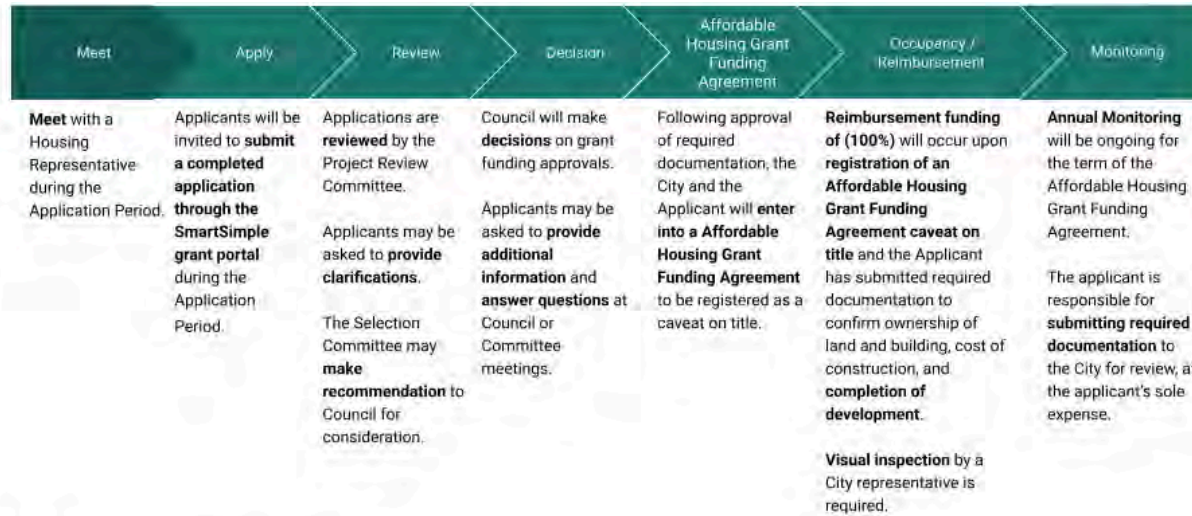 Meet
Apply
Review
Decision
Affordable
Housing Grant
Funding
Agreement
Occupancy /
Reimbursement
Monitoring
Meet with a
Housing
Representative
during the
Application Period.
Applicants will be
invited to submit
a completed
application
through the
SmartSimple
grant portal
during the
Application
Period.
Applications are
reviewed by the
Project Review
Committee.
Applicants may be
asked to provide
clarifications.
The Selection
Committee may
make
recommendation to
Council for
consideration.
Council will make
decisions on grant
funding approvals.
Applicants may be
asked to provide
additional
information and
answer questions at
Council or
Committee
meetings.
Following approval
of required
documentation, the
City and the
Applicant will enter
into a Affordable
Housing Grant
Funding Agreement
to be registered as a
caveat on title.
Reimbursement funding
of (100%) will occur upon
registration of an
Affordable Housing
Grant Funding
Agreement caveat on
title and the Applicant
has submitted required
documentation to
confirm ownership of
land and building, cost of
construction, and
completion of
development.
Visual inspection by a
City representative is
required.
Annual Monitoring
will be ongoing for
the term of the
Affordable Housing
Grant Funding
Agreement.
The applicant is
responsible for
submitting required
documentation to
the City for review, a
the applicant's sole
expense.